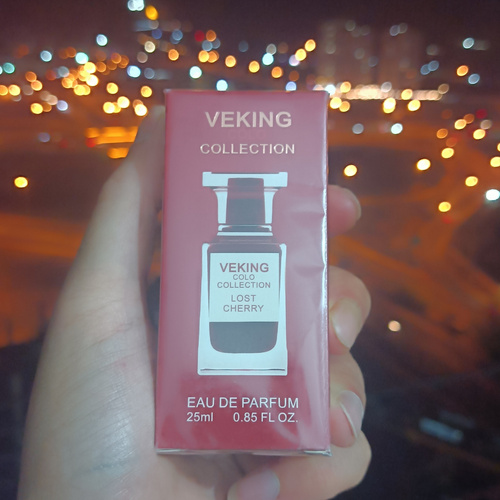 VEKING
COLLECTION
VEKING
COLO
COLLECTION
LOST
CHERRY
EAU DE PARFUM
25ml 0.85 FL OZ.